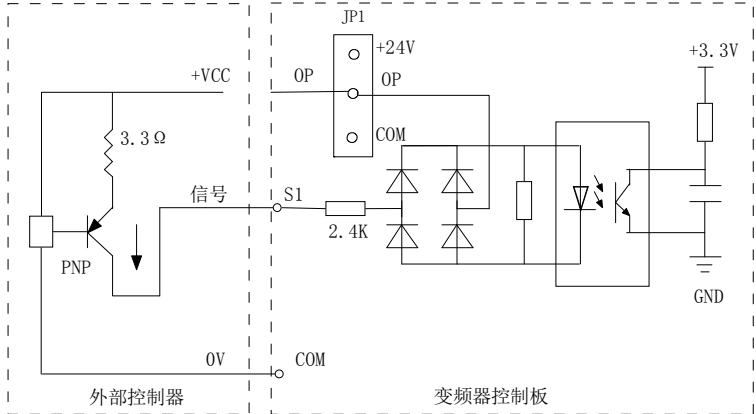 JP1
+24V
+3.3V
+VCC
OP
OP
3.3Ω
COM
信号
S1
2.4K
PNP
GND
0V
COM
外部控制器
变频器控制板